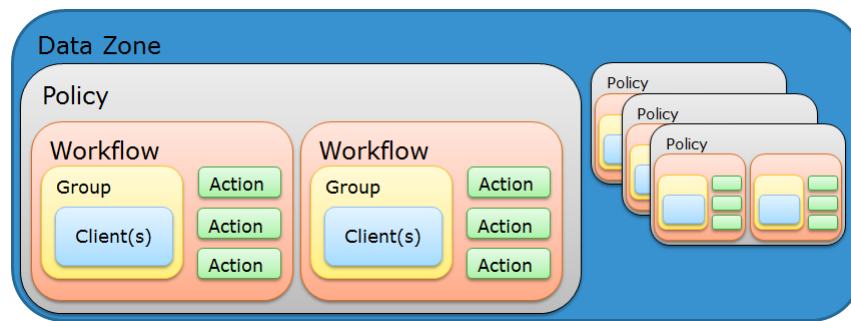 Data Zone
Policy
Workflow
Group
Client(s)
Action
Action
Action
Workflow
Group
Client(s)
Action
Action
Action
Policy
Policy
Policy